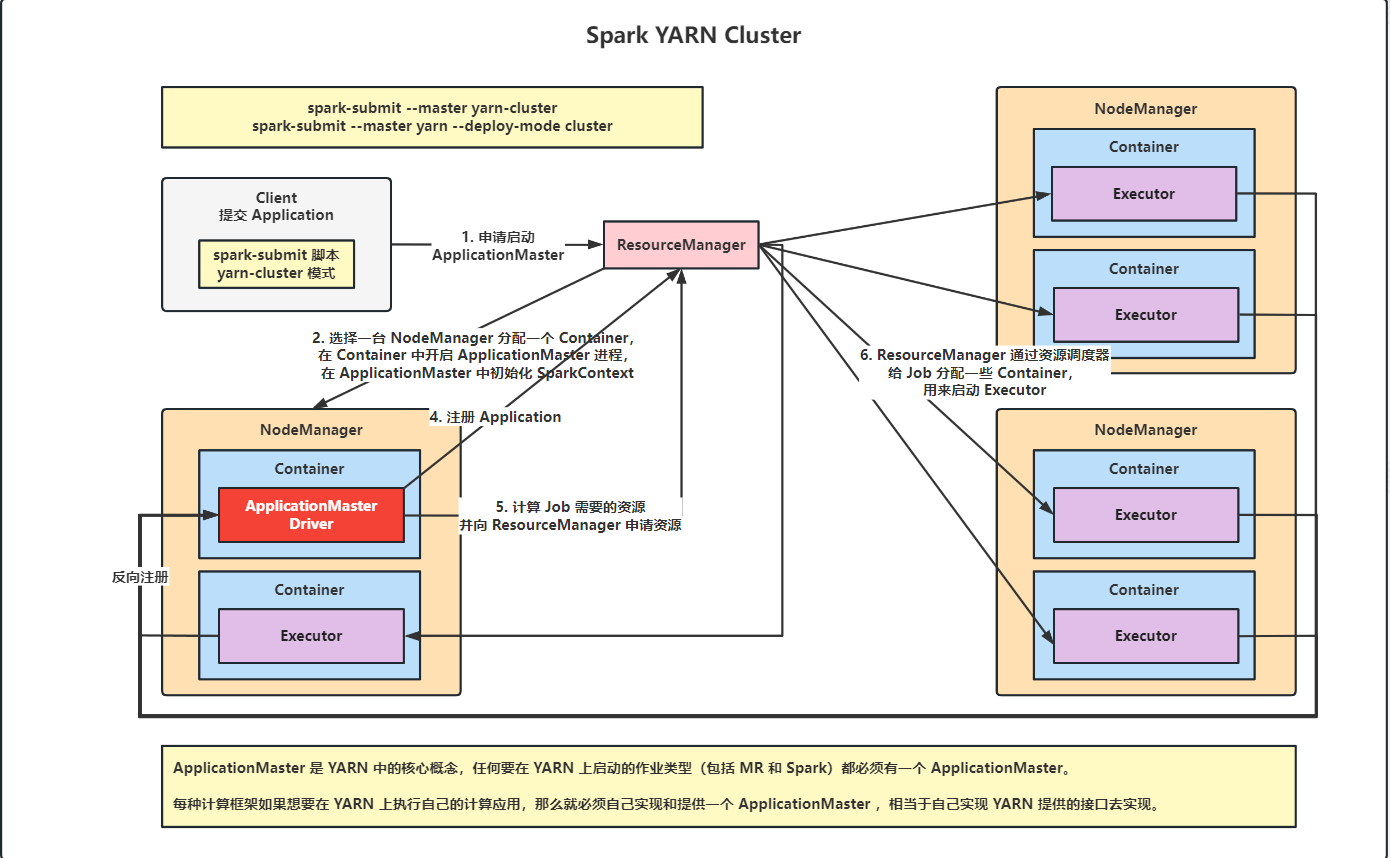 Spark YARN Cluster
spark-submit --master yarn-cluster
spark-submit --master yarn --deploy-mode cluster
Client
提交 Application
spark-submit 脚本
yarn-cluster 模式
1. 申请启动
ApplicationMaster
ResourceManager
NodeManager
Container
Executor
Container
Executor
2. 选择一台 NodeManager 分配一个 Container，
在 Container 中开启 ApplicationMaster 进程，
在 ApplicationMaster 中初始化 SparkContext
6. ResourceManager 通过资源调度器
给 Job 分配一些 Container，
用来启动 Executor
4. 注册 Application
NodeManager
Container
ApplicationMaster
Driver
5. 计算 Job 需要的资源
并向 ResourceManager 申请资源
反向注册
Container
Executor
NodeManager
Container
Executor
Container
Executor
ApplicationMaster 是 YARN 中的核心概念，任何要在 YARN 上启动的作业类型（包括 MR 和 Spark）都必须有一个 ApplicationMaster。
每种计算框架如果想要在 YARN 上执行自己的计算应用，那么就必须自己实现和提供一个 ApplicationMaster ，相当于自己实现 YARN 提供的接口去实现。